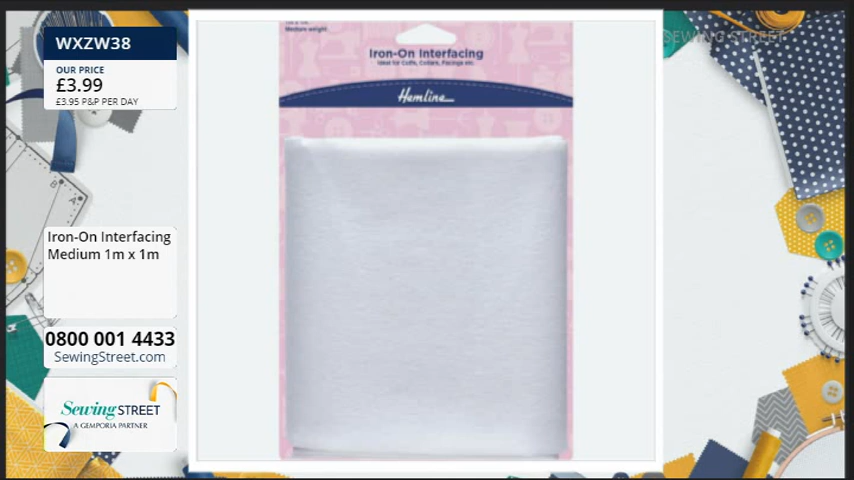 WXZW38
OUR PRICE
£3.99
£3.95 P&P PER DAY
Iron-On Interfacing
Medium 1m x 1m
0800 001 4433
SewingStreet.com
Sewing STREET
A GEMPORIA PARTNER
Medium weight
Iron-On Interfacing
Ideal for Cuffs, Collars, Facings etc.
Hemline
SEWING STREET